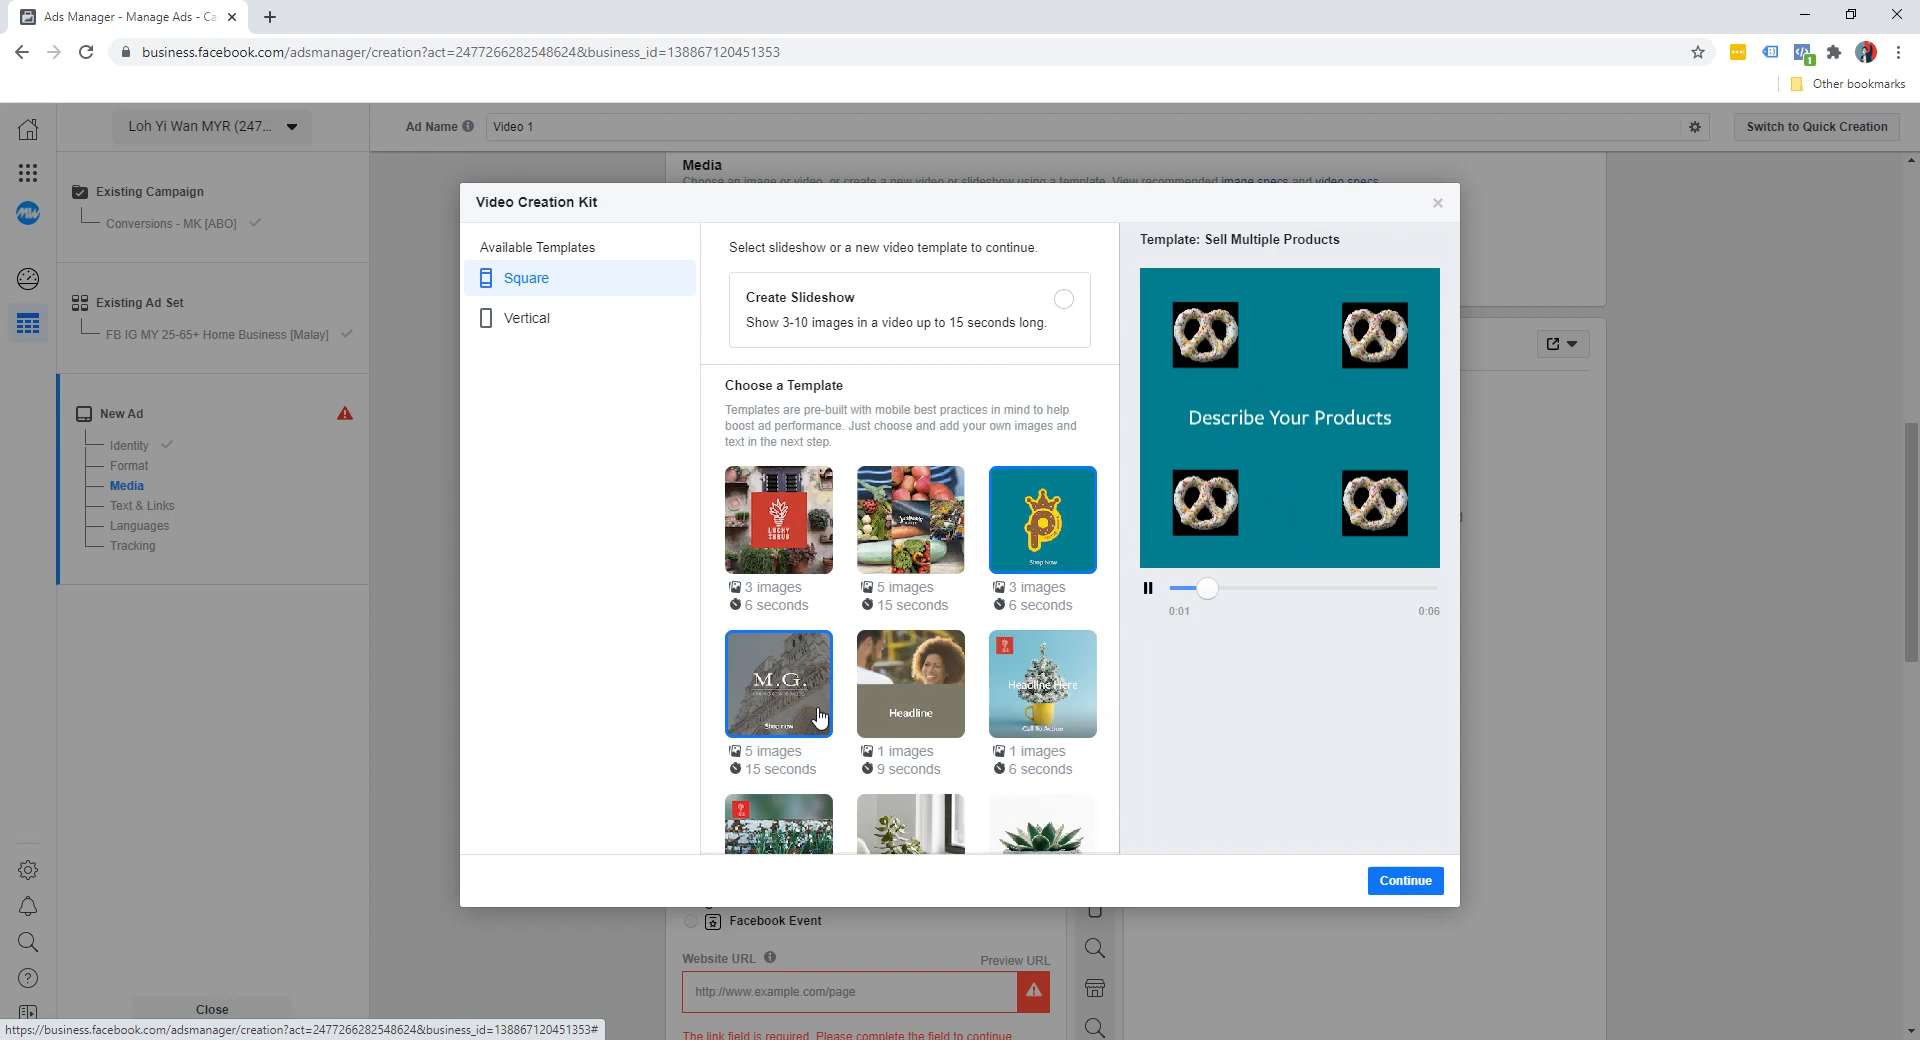 Ads Manager - Manage Ads - Ca
business.facebook.com/adsmanager/creation?act=2477266282548624&business_id=138867120451353
1
Other bookmarks
Loh Yi Wan MYR (247...
Ad Name
Video 1
Switch to Quick Creation
Existing Campaign
Conversions - MK [ABO]
Existing Ad Set
FB IG MY 25-65+ Home Business [Malay]
New Ad
Identity
Format
Media
Text & Links
Languages
Tracking
Close
Media
Choose an image or video, or create a new video or slideshow using a template. View recommended image specs and video specs.
Video Creation Kit
Available Templates
Square
Vertical
Select slideshow or a new video template to continue.
Create Slideshow
Show 3-10 images in a video up to 15 seconds long.
Choose a Template
Templates are pre-built with mobile best practices in mind to help
boost ad performance. Just choose and add your own images and
text in the next step.
LUCKY
SHRUB
Shop Now
3 images
6 seconds
5 images
15 seconds
3 images
6 seconds
M.G.
Shop now
Headline
Headline Here
Call To Action
5 images
15 seconds
1 images
9 seconds
1 images
6 seconds
Template: Sell Multiple Products
Describe Your Products
0:01
0:06
Continue
Facebook Event
Website URL
Preview URL
http://www.example.com/page
The link field is required. Please complete the field to continue.
https://business.facebook.com/adsmanager/creation?act=2477266282548624&business_id=138867120451353#